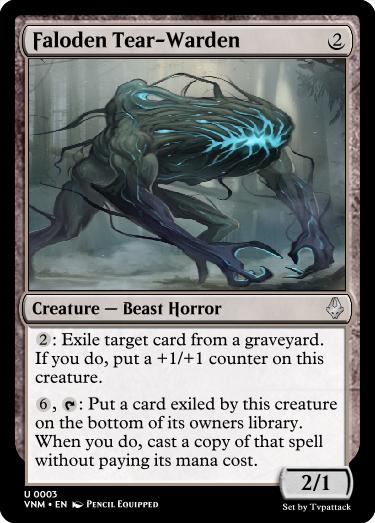 Faloden Tear-Warden 2
Creature — Beast Horror
2: Exile target card from a graveyard.
If you do, put a +1/+1 counter on this
creature.
6, : Put a card exiled by this creature
on the bottom of its owners library.
When you do, cast a copy of that spell
without paying its mana cost.
2/1
U 0003
VNM • EN Pencil Equipped
Set by Tvpattack